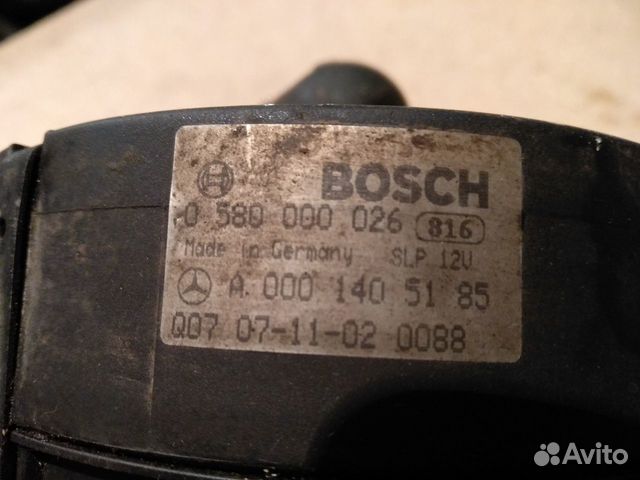 BOSCH
0 580 000 026 816
Made in Germany SLP 12V
A 000 140 51 85
Q07 07-11-02 0088
Avito